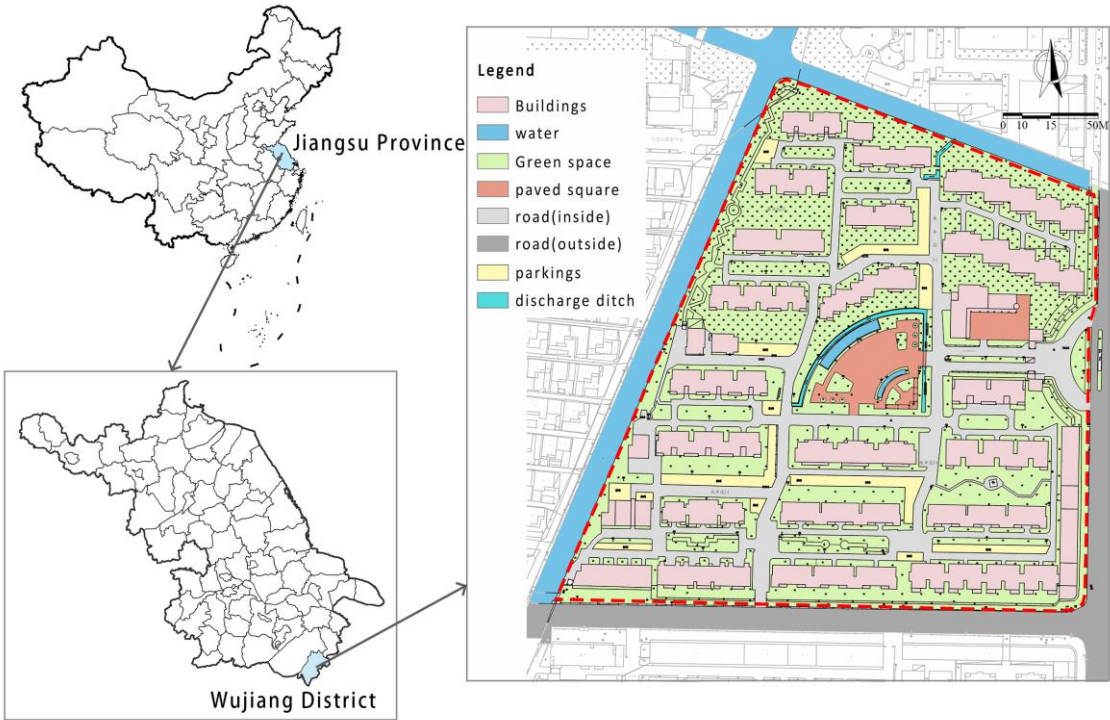 Jiangsu Province
Wujiang District
Legend
Buildings
water
Green space
paved square
road(inside)
road(outside)
parkings
discharge ditch
0 10 15 50M